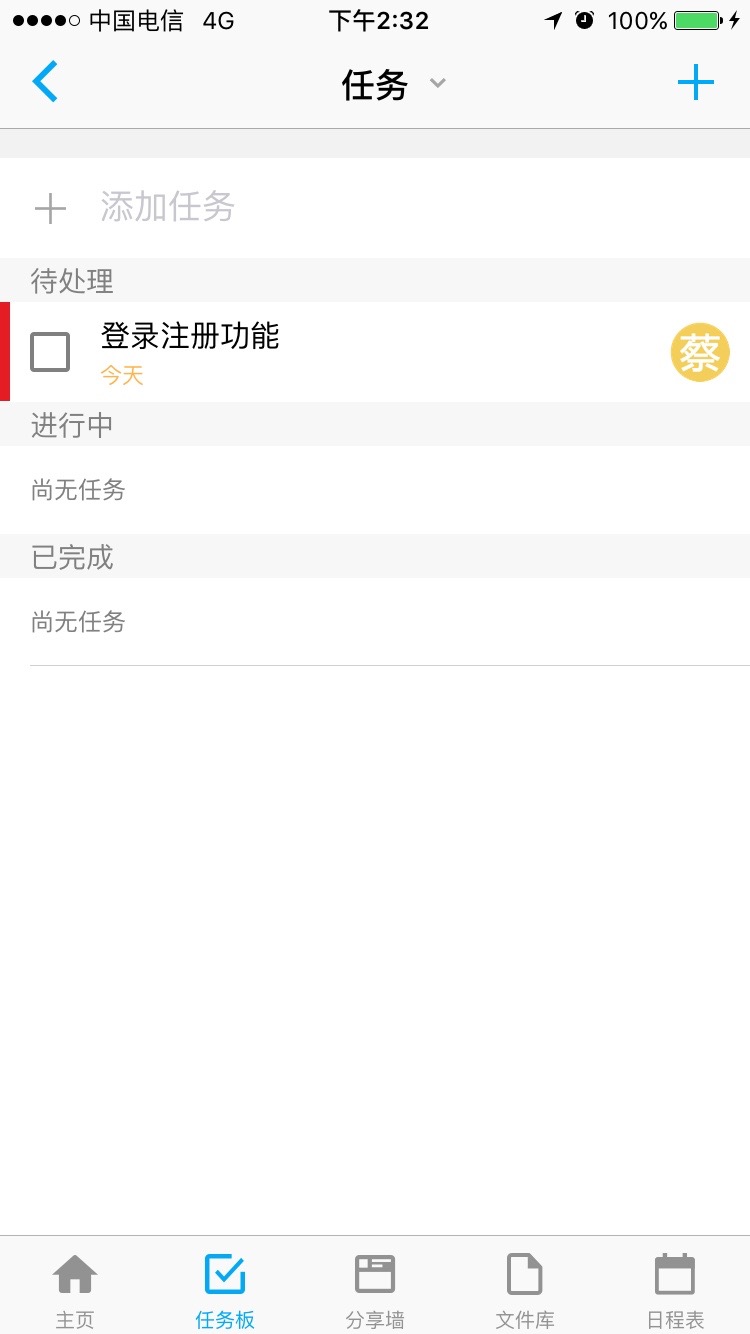 中国电信 4G 下午2:32 100%
任务
添加任务
待处理
登录注册功能
今天
蔡
进行中
尚无任务
已完成
尚无任务
主页 任务板 分享墙 文件库 日程表